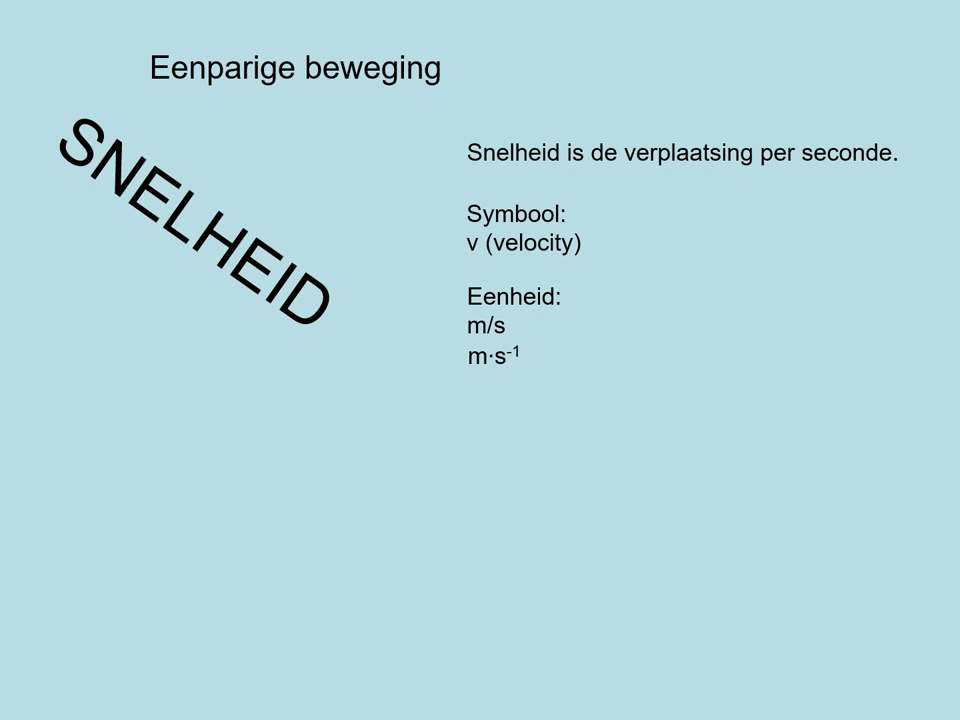 Eenparige beweging
SNELHEID
Snelheid is de verplaatsing per seconde.
Symbool:
v (velocity)
Eenheid:
m/s
m·s⁻¹